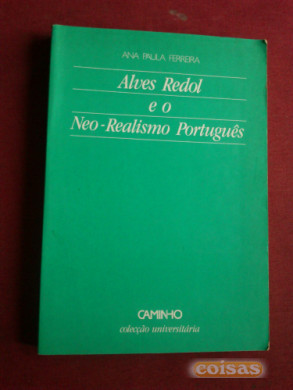 ANA PAULA FERREIRA
Alves Redol
e o
Neo-Realismo Português
CAMINHO
colecção universitária
coisas